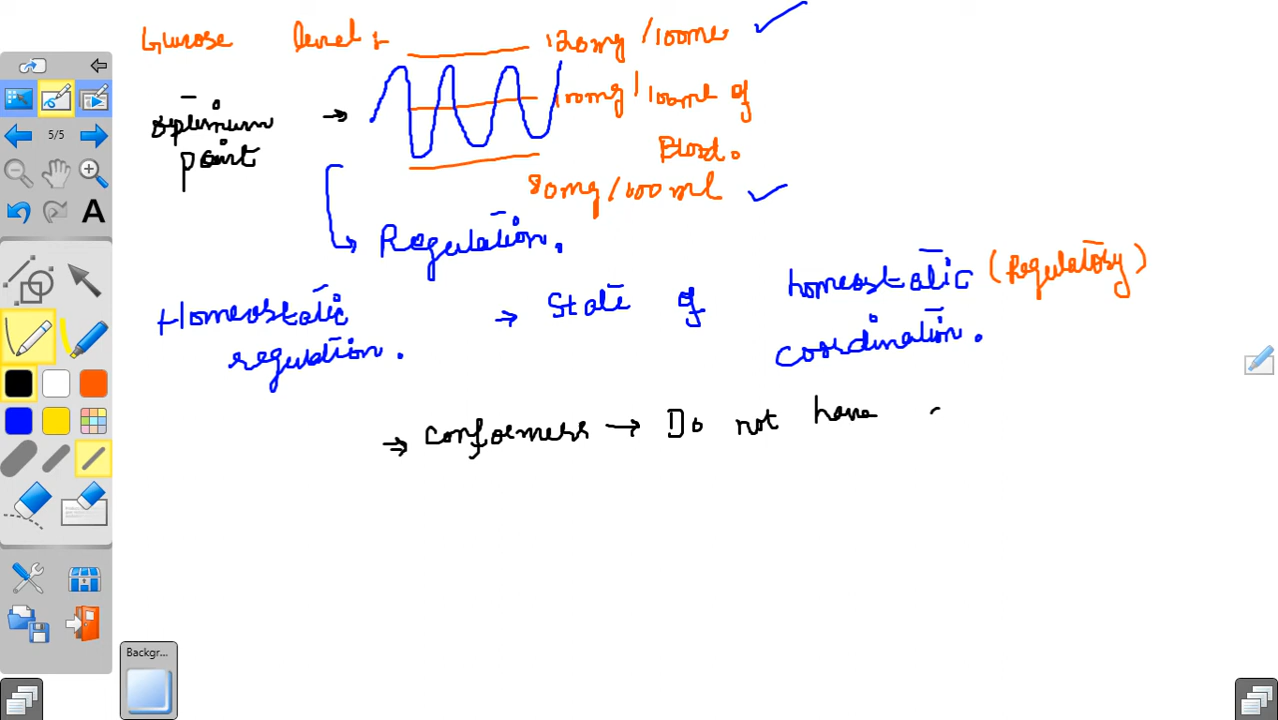 Glucose level :
120mg / 100ml
100mg / 100ml of Blood.
80mg / 100ml
optimum point →
Regulation.
Homeostatic regulation. → State of homeostatic (Regulatory) coordination.
⇒ conformers → Do not have
5/5
A
Backgr...